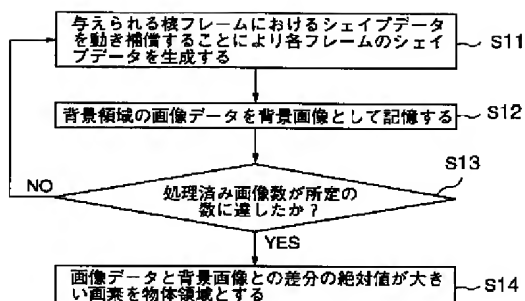 与えられる核フレームにおけるシェイプデータ
を動き補償することにより各フレームのシェイ
プデータを生成する
S11
背景領域の画像データを背景画像として記憶する
S12
S13
処理済み画像数が所定の
数に達したか?
NO
YES
画像データと背景画像との差分の絶対値が大き
い画素を物体領域とする
S14